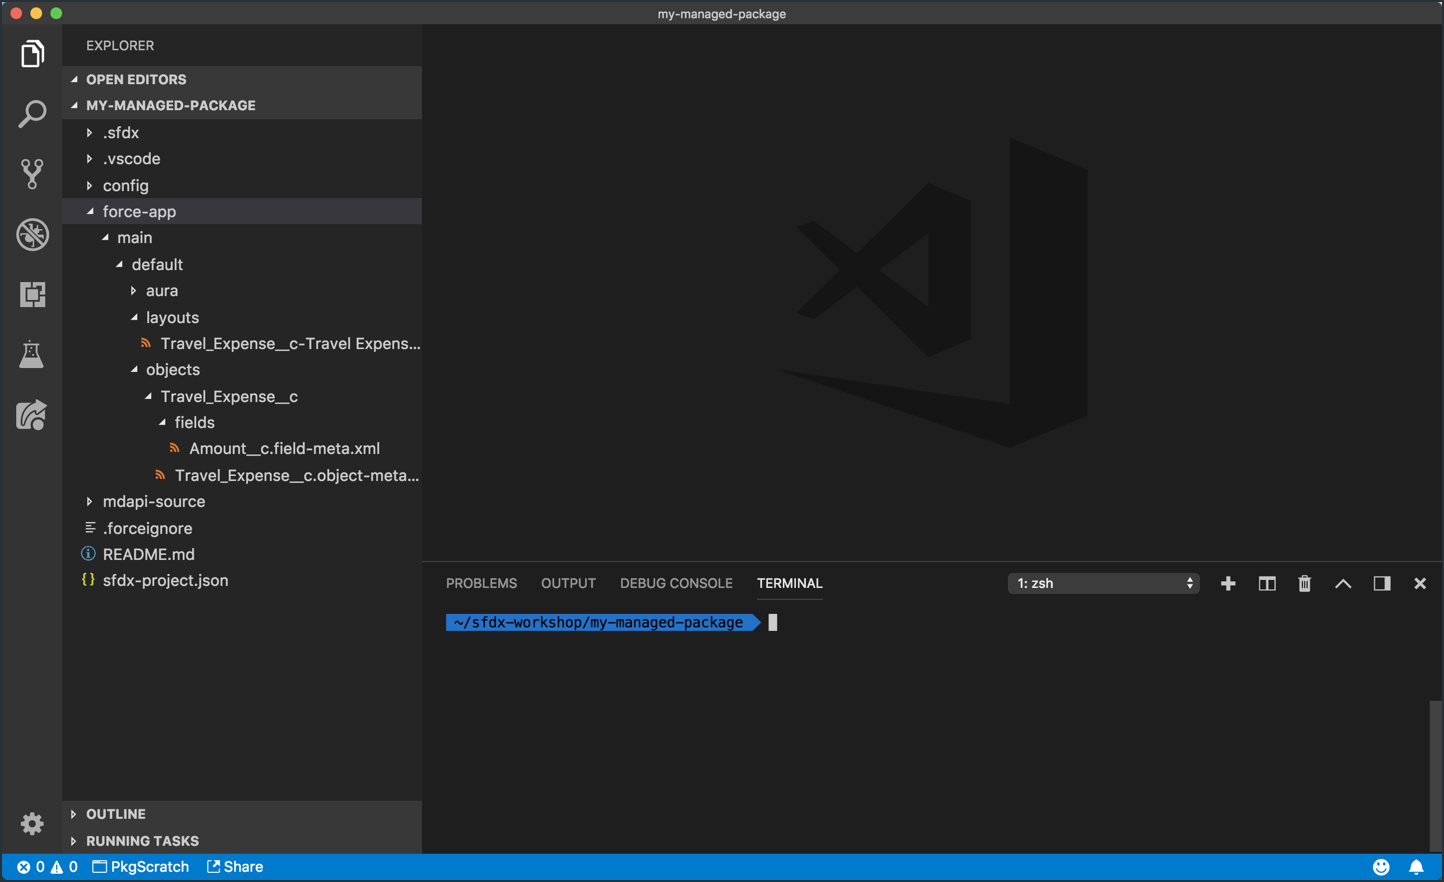 my-managed-package
EXPLORER
OPEN EDITORS
MY-MANAGED-PACKAGE
.sfdx
.vscode
config
force-app
main
default
aura
layouts
Travel_Expense__c-Travel Expens...
objects
Travel_Expense__c
fields
Amount__c.field-meta.xml
Travel_Expense__c.object-meta...
mdapi-source
.forceignore
README.md
{} sfdx-project.json
OUTLINE
RUNNING TASKS
PROBLEMS OUTPUT DEBUG CONSOLE TERMINAL 1: zsh
~/sfdx-workshop/my-managed-package
0 0 PkgScratch Share